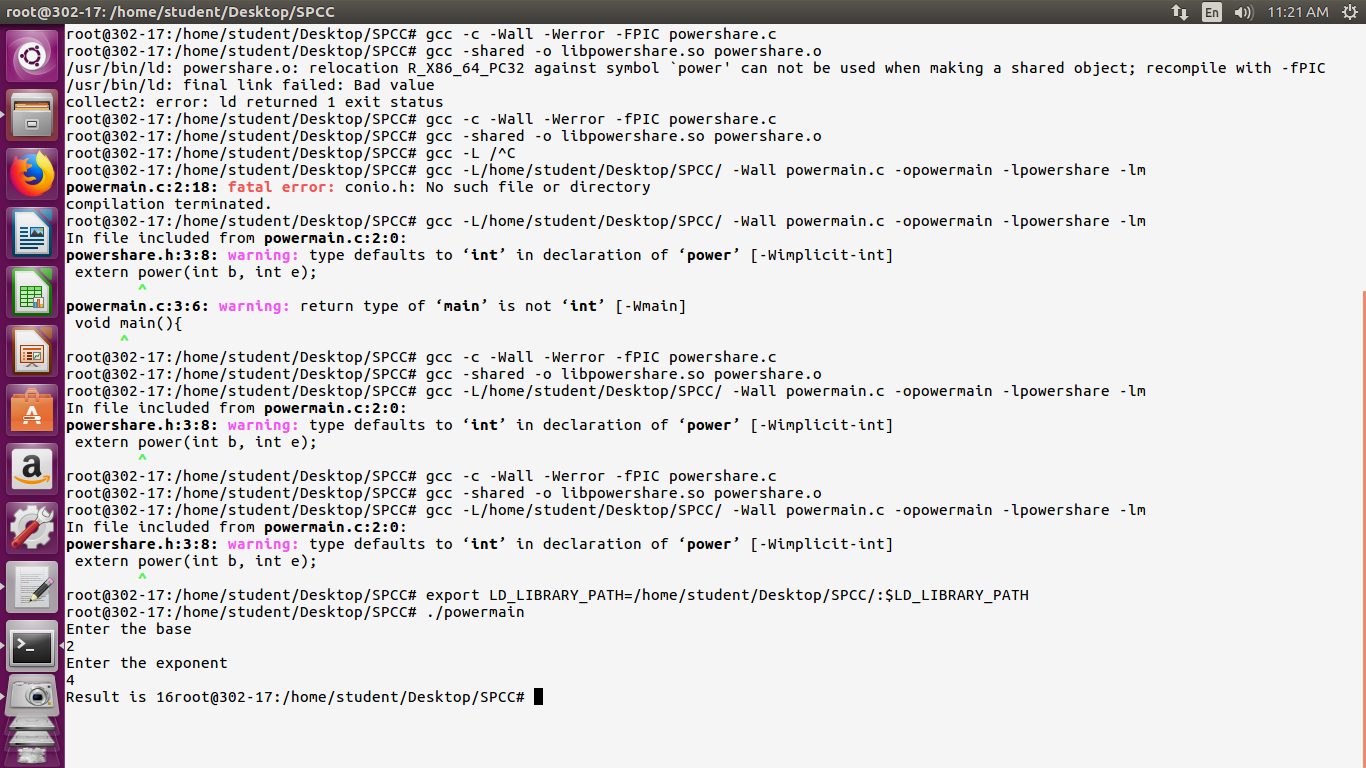 root@302-17: /home/student/Desktop/SPCC
En
11:21 AM
root@302-17:/home/student/Desktop/SPCC# gcc -c -Wall -Werror -FPIC powershare.c
root@302-17:/home/student/Desktop/SPCC# gcc -shared -o libpowershare.so powershare.o
/usr/bin/ld: powershare.o: relocation R_X86_64_PC32 against symbol `power' can not be used when making a shared object; recompile with -fPIC
/usr/bin/ld: final link failed: Bad value
collect2: error: ld returned 1 exit status
root@302-17:/home/student/Desktop/SPCC# gcc -c -Wall -Werror -fPIC powershare.c
root@302-17:/home/student/Desktop/SPCC# gcc -shared -o libpowershare.so powershare.o
root@302-17:/home/student/Desktop/SPCC# gcc -L /^C
root@302-17:/home/student/Desktop/SPCC# gcc -L/home/student/Desktop/SPCC/ -Wall powermain.c -opowermain -lpowershare -lm
powermain.c:2:18: fatal error: conio.h: No such file or directory
compilation terminated.
root@302-17:/home/student/Desktop/SPCC# gcc -L/home/student/Desktop/SPCC/ -Wall powermain.c -opowermain -lpowershare -lm
In file included from powermain.c:2:0:
powershare.h:3:8: warning: type defaults to ‘int’ in declaration of ‘power’ [-Wimplicit-int]
 extern power(int b, int e);
        ^
powermain.c:3:6: warning: return type of ‘main’ is not ‘int’ [-Wmain]
 void main(){
      ^
root@302-17:/home/student/Desktop/SPCC# gcc -c -Wall -Werror -fPIC powershare.c
root@302-17:/home/student/Desktop/SPCC# gcc -shared -o libpowershare.so powershare.o
root@302-17:/home/student/Desktop/SPCC# gcc -L/home/student/Desktop/SPCC/ -Wall powermain.c -opowermain -lpowershare -lm
In file included from powermain.c:2:0:
powershare.h:3:8: warning: type defaults to ‘int’ in declaration of ‘power’ [-Wimplicit-int]
 extern power(int b, int e);
        ^
root@302-17:/home/student/Desktop/SPCC# gcc -c -Wall -Werror -fPIC powershare.c
root@302-17:/home/student/Desktop/SPCC# gcc -shared -o libpowershare.so powershare.o
root@302-17:/home/student/Desktop/SPCC# gcc -L/home/student/Desktop/SPCC/ -Wall powermain.c -opowermain -lpowershare -lm
In file included from powermain.c:2:0:
powershare.h:3:8: warning: type defaults to ‘int’ in declaration of ‘power’ [-Wimplicit-int]
 extern power(int b, int e);
        ^
root@302-17:/home/student/Desktop/SPCC# export LD_LIBRARY_PATH=/home/student/Desktop/SPCC/:$LD_LIBRARY_PATH
root@302-17:/home/student/Desktop/SPCC# ./powermain
Enter the base
2
Enter the exponent
4
Result is 16root@302-17:/home/student/Desktop/SPCC#